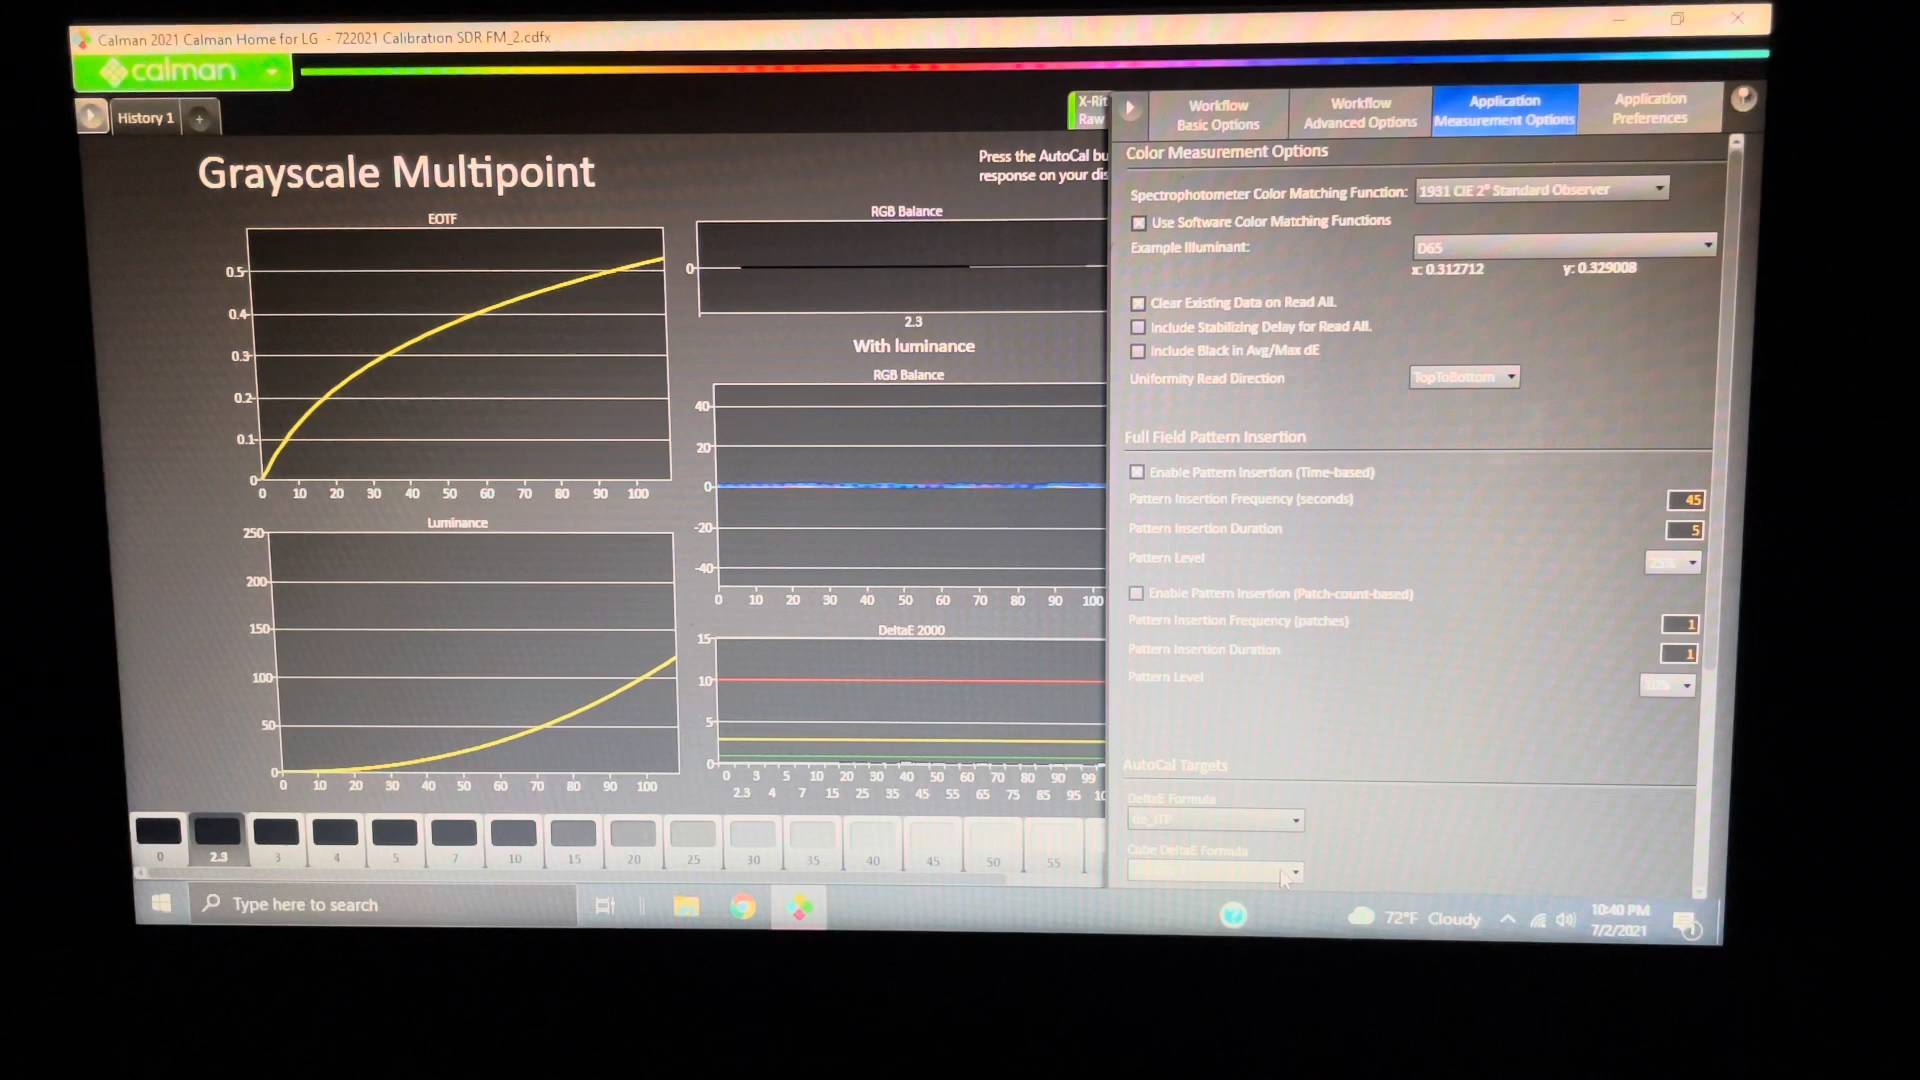 Calman 2021 Calman Home for LG - 722021 Calibration SDR FM_2.cdfx
calman
History 1
+
X-Rit
Raw
Workflow
Basic Options
Workflow
Advanced Options
Application
Measurement Options
Application
Preferences
Grayscale Multipoint
Press the AutoCal bu
response on your dis
EOTF
0.5
0.4
0.3
0.2
0.1
0
0 10 20 30 40 50 60 70 80 90 100
Luminance
250
200
150
100
50
0
0 10 20 30 40 50 60 70 80 90 100
RGB Balance
0
2.3
With luminance
RGB Balance
40
20
0
-20
-40
0 10 20 30 40 50 60 70 80 90 100
DeltaE 2000
15
10
5
0
0 3 5 10 20 30 40 50 60 70 80 90 99
2.3 4 7 15 25 35 45 55 65 75 85 95 10
Color Measurement Options
Spectrophotometer Color Matching Function: 1931 CIE 2° Standard Observer
Use Software Color Matching Functions
Example Illuminant: D65
x: 0.312712 y: 0.329008
Clear Existing Data on Read All.
Include Stabilizing Delay for Read All.
Include Black in Avg/Max dE
Uniformity Read Direction TopToBottom
Full Field Pattern Insertion
Enable Pattern Insertion (Time-based)
Pattern Insertion Frequency (seconds) 45
Pattern Insertion Duration 5
Pattern Level 25%
Enable Pattern Insertion (Patch-count-based)
Pattern Insertion Frequency (patches) 1
Pattern Insertion Duration 1
Pattern Level
AutoCal Targets
DeltaE Formula
de_ITP
Cube DeltaE Formula
0 2.3 3 4 5 7 10 15 20 25 30 35 40 45 50 55
Type here to search
72°F Cloudy
10:40 PM
7/2/2021
1